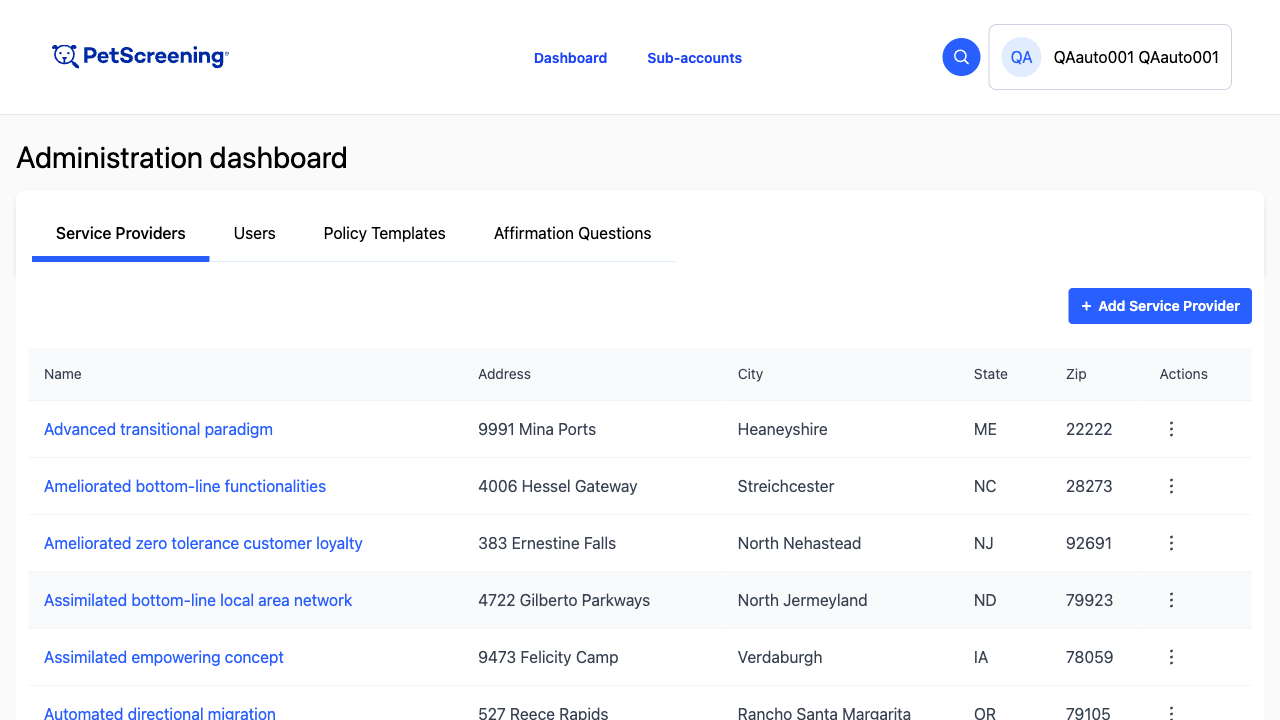 PetScreening
Dashboard
Sub-accounts
QA
QAauto001 QAauto001
Administration dashboard
Service Providers
Users
Policy Templates
Affirmation Questions
+ Add Service Provider
Name Address City State Zip Actions
Advanced transitional paradigm 9991 Mina Ports Heaneyshire ME 22222
Ameliorated bottom-line functionalities 4006 Hessel Gateway Streichcester NC 28273
Ameliorated zero tolerance customer loyalty 383 Ernestine Falls North Nehastead NJ 92691
Assimilated bottom-line local area network 4722 Gilberto Parkways North Jermeyland ND 79923
Assimilated empowering concept 9473 Felicity Camp Verdaburgh IA 78059
Automated directional migration 527 Reece Rapids Rancho Santa Margarita OR 79105